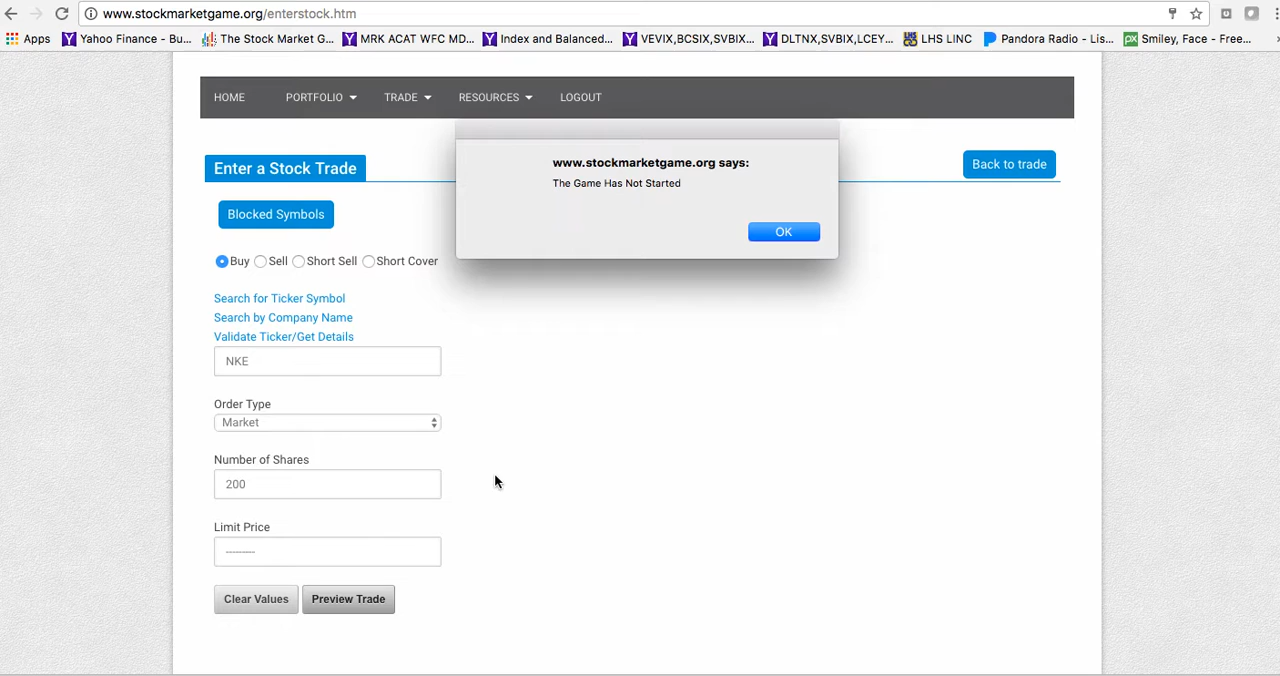 www.stockmarketgame.org/enterstock.htm
Apps Yahoo Finance - Bu... The Stock Market G... MRK ACAT WFC MD... Index and Balanced... VEVIX,BCSIX,SVBIX... DLTNX,SVBIX,LCEY... LHS LINC Pandora Radio - Lis... Smiley, Face - Free...
HOME PORTFOLIO TRADE RESOURCES LOGOUT
www.stockmarketgame.org says:
The Game Has Not Started
OK
Enter a Stock Trade
Back to trade
Blocked Symbols
Buy Sell Short Sell Short Cover
Search for Ticker Symbol
Search by Company Name
Validate Ticker/Get Details
NKE
Order Type
Market
Number of Shares
200
Limit Price
---------
Clear Values Preview Trade